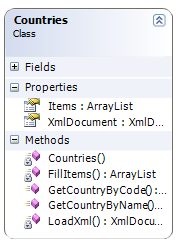 Countries
Class
Fields
Properties
Items : ArrayList
XmlDocument : XmlD...
Methods
Countries()
FillItems() : ArrayList
GetCountryByCode() :...
GetCountryByName()...
LoadXml() : XmlDocu...